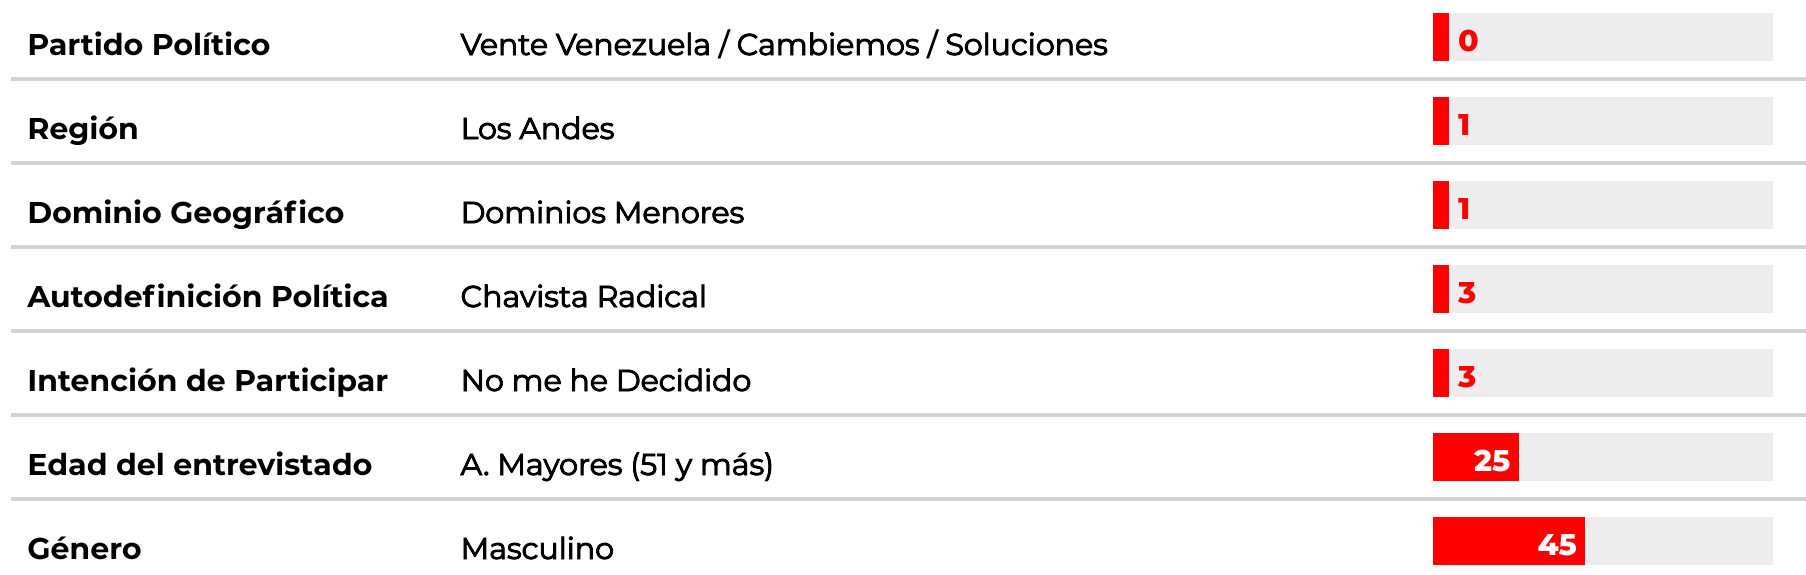 Partido Político Vente Venezuela / Cambiemos / Soluciones 0
Región Los Andes 1
Dominio Geográfico Dominios Menores 1
Autodefinición Política Chavista Radical 3
Intención de Participar No me he Decidido 3
Edad del entrevistado A. Mayores (51 y más) 25
Género Masculino 45